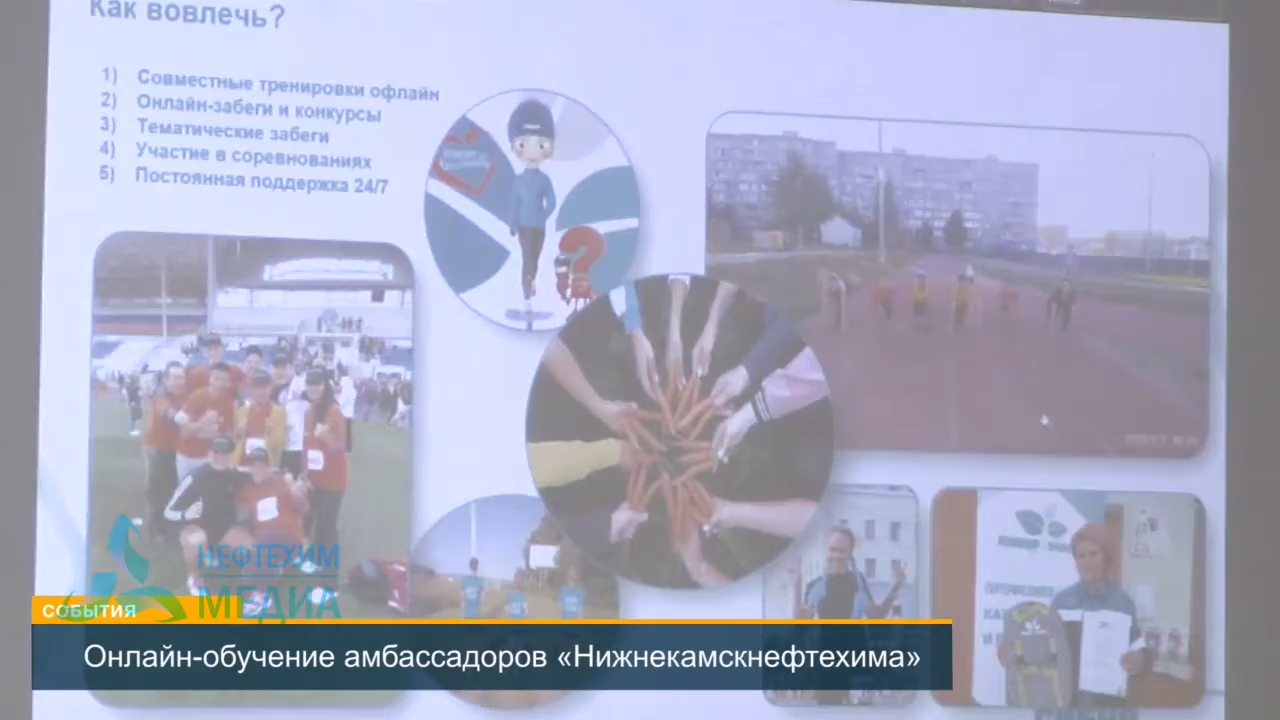 Как вовлечь?
1) Совместные тренировки офлайн
2) Онлайн-забеги и конкурсы
3) Тематические забеги
4) Участие в соревнованиях
5) Постоянная поддержка 24/7
НЕФТЕХИМ
МЕДИА
СОБЫТИЯ
Онлайн-обучение амбассадоров «Нижнекамскнефтехима»